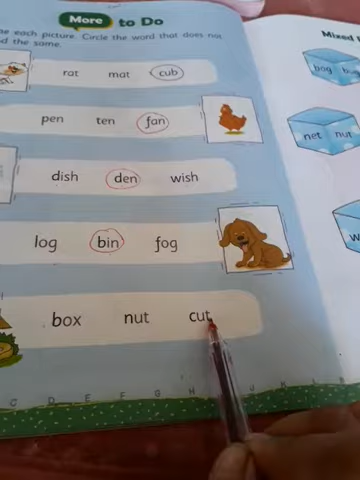 More to Do
each picture. Circle the word that does not
the same.
rat mat cub
pen ten fan
dish den wish
log bin fog
box nut cut
C D E F G H J K L
Mixed
bag
net nut